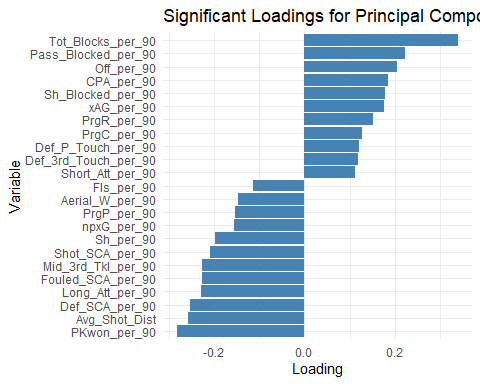 Significant Loadings for Principal Compo
Tot_Blocks_per_90
Pass_Blocked_per_90
Off_per_90
CPA_per_90
Sh_Blocked_per_90
xAG_per_90
PrgR_per_90
PrgC_per_90
Def_P_Touch_per_90
Def_3rd_Touch_per_90
Short_Att_per_90
Fls_per_90
Aerial_W_per_90
PrgP_per_90
npxG_per_90
Sh_per_90
Shot_SCA_per_90
Mid_3rd_Tkl_per_90
Fouled_SCA_per_90
Long_Att_per_90
Def_SCA_per_90
Avg_Shot_Dist
PKwon_per_90
Variable
-0.2 0.0 0.2
Loading